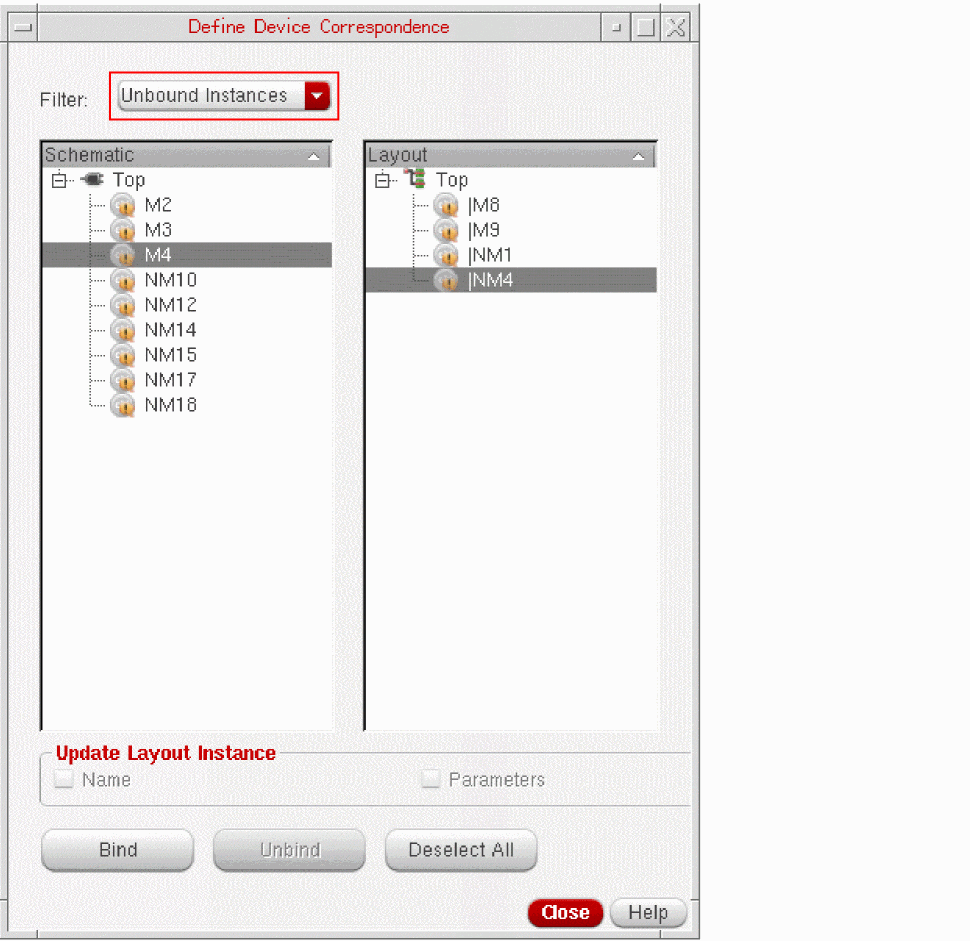 Define Device Correspondence
Filter: Unbound Instances
Schematic
Top
M2
M3
M4
NM10
NM12
NM14
NM15
NM17
NM18
Layout
Top
|M8
|M9
|NM1
|NM4
Update Layout Instance
Name Parameters
Bind Unbind Deselect All
Close Help